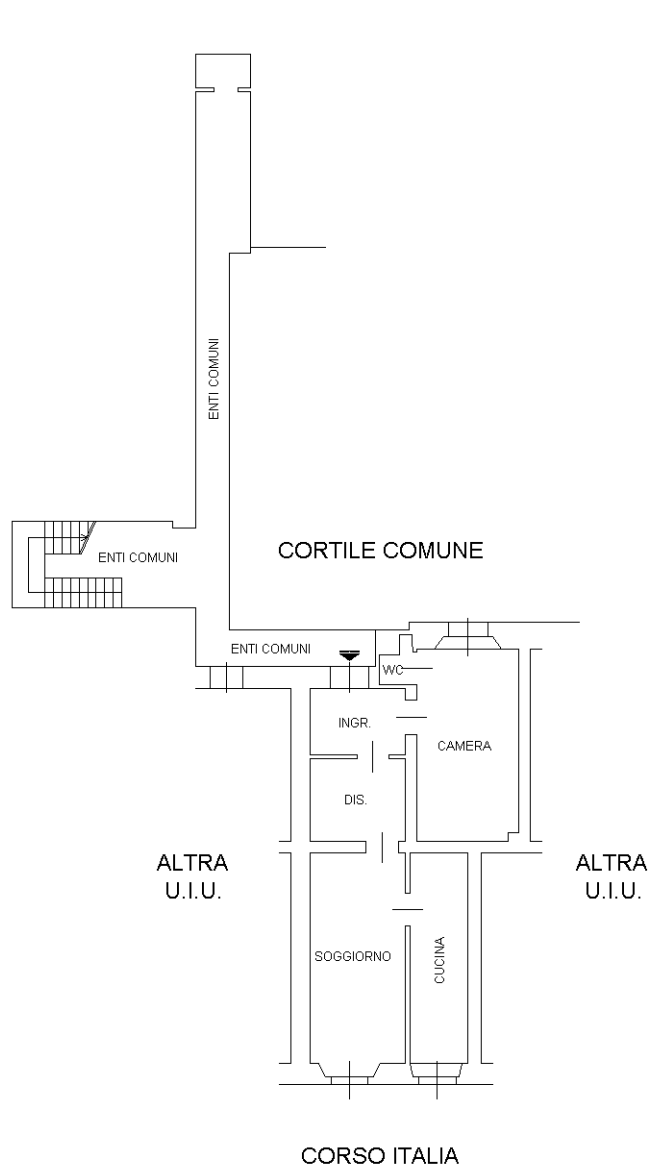 ENTI COMUNI
ENTI COMUNI
CORTILE COMUNE
ENTI COMUNI
WC
INGR.
CAMERA
DIS.
ALTRA
U.I.U.
ALTRA
U.I.U.
SOGGIORNO
CUCINA
CORSO ITALIA